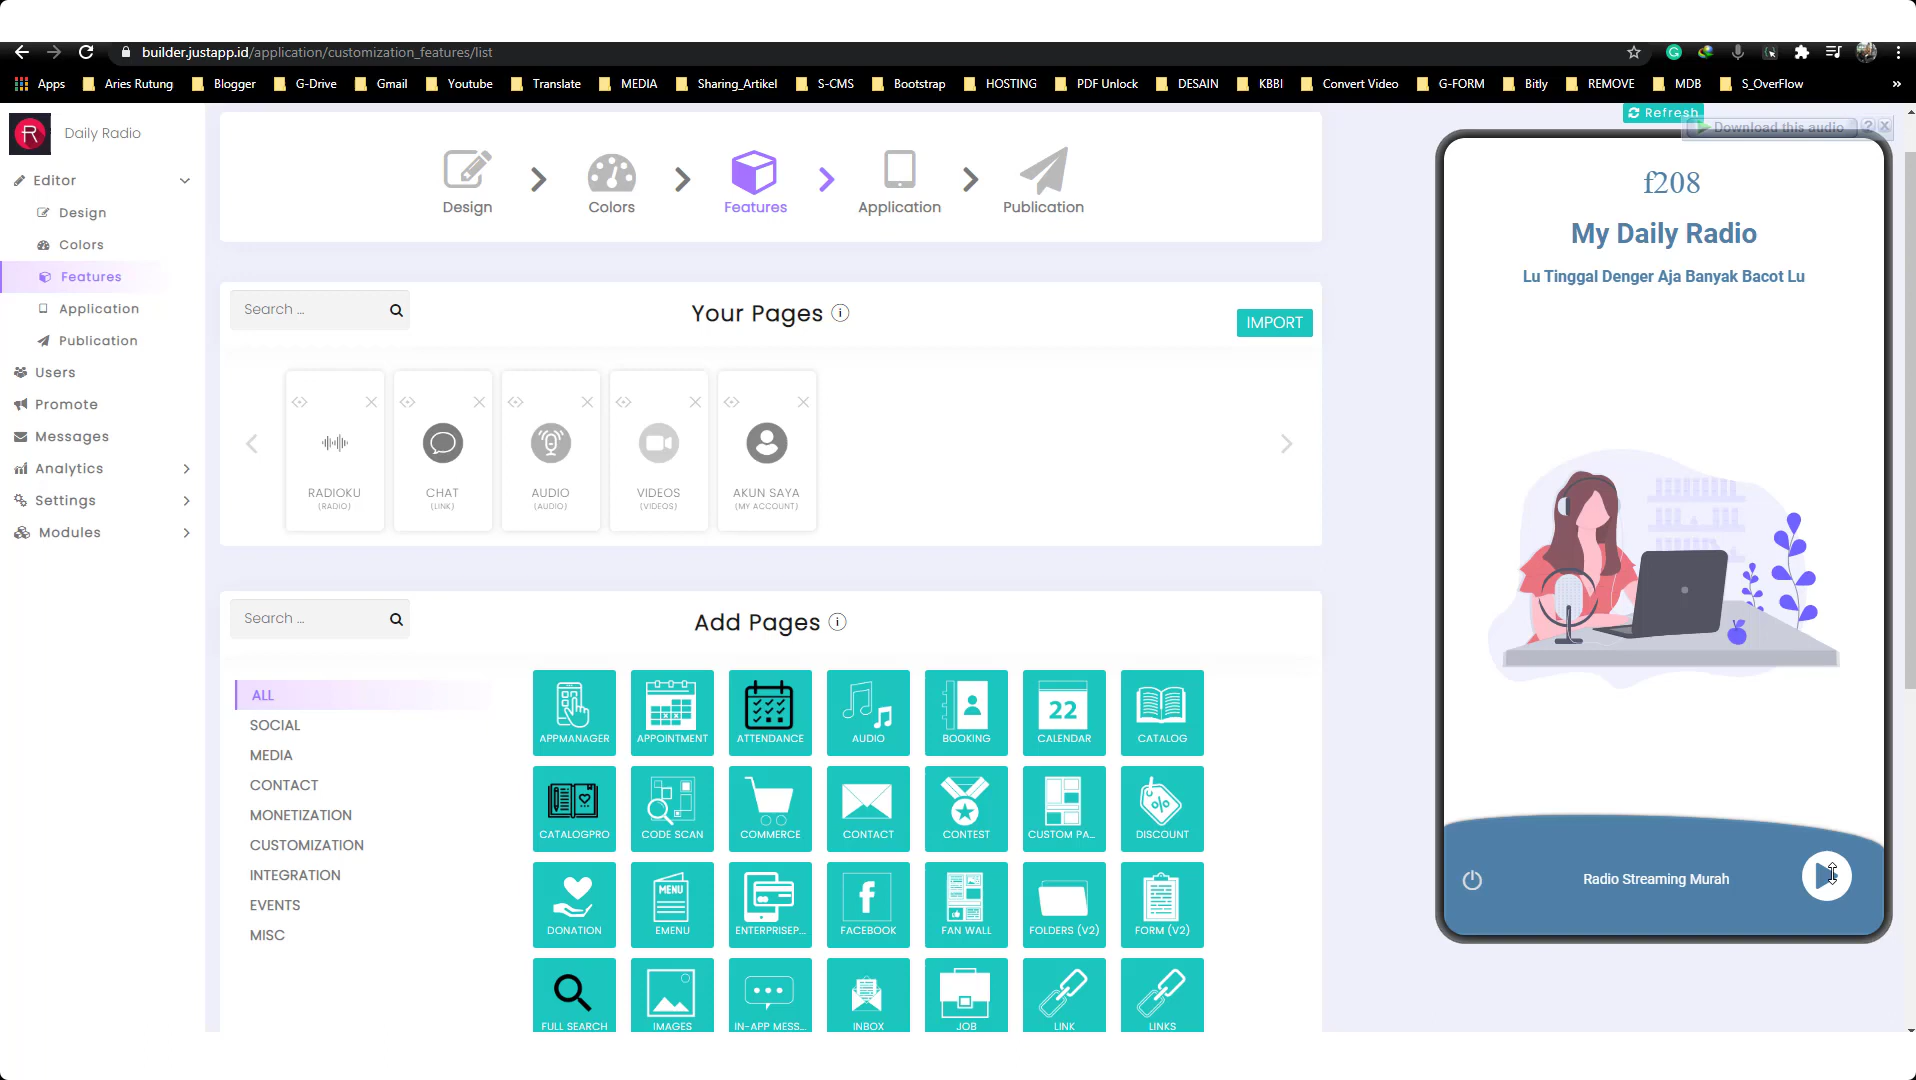 builder.justapp.id/application/customization_features/list
Apps Aries Rutung Blogger G-Drive Gmail Youtube Translate MEDIA Sharing_Artikel S-CMS Bootstrap HOSTING PDF Unlock DESAIN KBBI Convert Video G-FORM Bitly REMOVE MDB S_OverFlow »
Refresh
Download this audio ?
R Daily Radio
Editor
Design
Colors
Features
Application
Publication
Users
Promote
Messages
Analytics
Settings
Modules
Design Colors Features Application Publication
Search ...
Your Pages
IMPORT
RADIOKU CHAT AUDIO VIDEOS AKUN SAYA
(RADIO) (LINK) (AUDIO) (VIDEOS) (MY ACCOUNT)
Search ...
Add Pages
ALL
SOCIAL
MEDIA
CONTACT
MONETIZATION
CUSTOMIZATION
INTEGRATION
EVENTS
MISC
22
APPMANAGER APPOINTMENT ATTENDANCE AUDIO BOOKING CALENDAR CATALOG
CATALOGPRO CODE SCAN COMMERCE CONTACT CONTEST CUSTOM PA... DISCOUNT
MENU
DONATION EMENU ENTERPRISEP... FACEBOOK FAN WALL FOLDERS (V2) FORM (V2)
FULL SEARCH IMAGES IN-APP MESS... INBOX JOB LINK LINKS
f208
My Daily Radio
Lu Tinggal Denger Aja Banyak Bacot Lu
Radio Streaming Murah